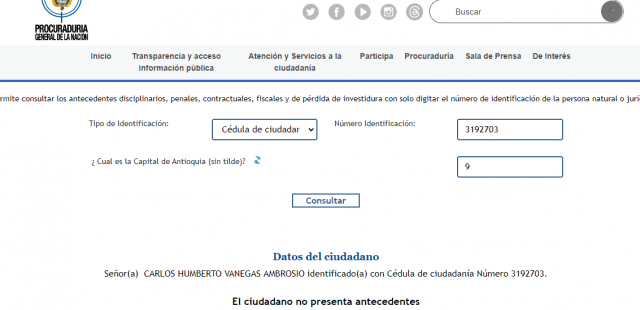 PROCURADURIA
GENERAL DE LA NACION
Buscar
Inicio Transparencia y acceso información pública Atención y Servicios a la ciudadanía Participa Procuraduría Sala de Prensa De Interés
rmite consultar los antecedentes disciplinarios, penales, contractuales, fiscales y de pérdida de investidura con solo digitar el número de identificación de la persona natural o jurí
Tipo de Identificación: Cédula de ciudadar Número Identificación: 3192703
¿ Cual es la Capital de Antioquia (sin tilde)? 9
Consultar
Datos del ciudadano
Señor(a) CARLOS HUMBERTO VANEGAS AMBROSIO identificado(a) con Cédula de ciudadanía Número 3192703.
El ciudadano no presenta antecedentes